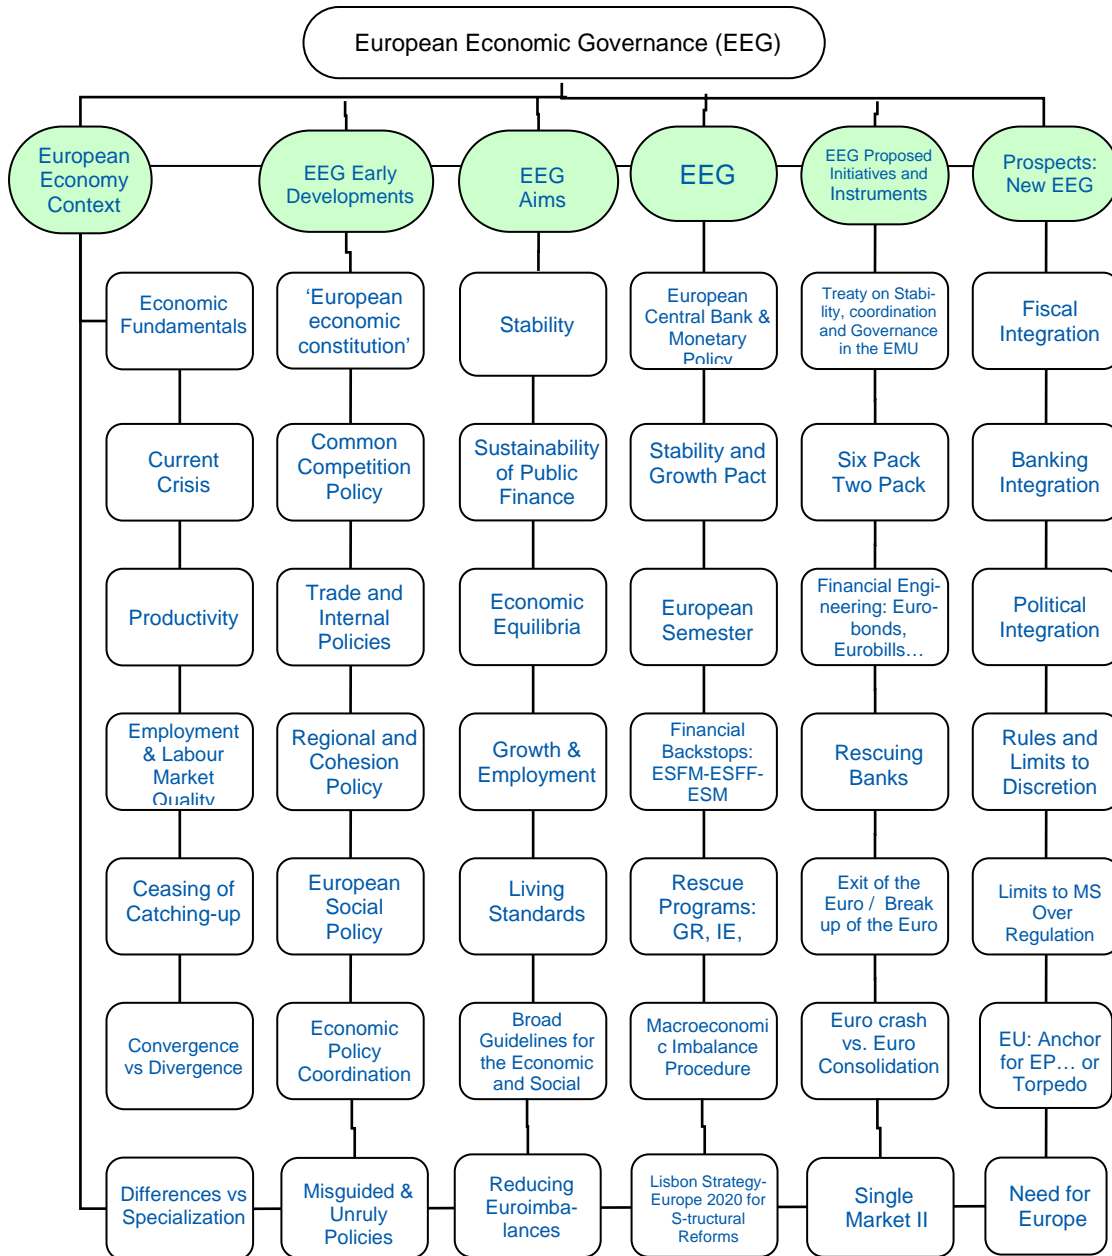 European Economic Governance (EEG)
European
Economy
Context
EEG Early
Developments
EEG
Aims
EEG
EEG Proposed
Initiatives and
Instruments
Prospects:
New EEG
Economic
Fundamentals
‘European
economic
constitution’
Stability
European
Central Bank &
Monetary
Policy
Treaty on Stabi-
lity, coordination
and Governance
in the EMU
Fiscal
Integration
Current
Crisis
Common
Competition
Policy
Sustainability
of Public
Finance
Stability and
Growth Pact
Six Pack
Two Pack
Banking
Integration
Productivity
Trade and
Internal
Policies
Economic
Equilibria
European
Semester
Financial Engi-
neering: Euro-
bonds,
Eurobills…
Political
Integration
Employment
& Labour
Market
Quality
Regional and
Cohesion
Policy
Growth &
Employment
Financial
Backstops:
ESFM-ESFF-
ESM
Rescuing
Banks
Rules and
Limits to
Discretion
Ceasing of
Catching-up
European
Social
Policy
Living
Standards
Rescue
Programs:
GR, IE,
Exit of the
Euro / Break
up of the Euro
Limits to MS
Over
Regulation
Convergence
vs Divergence
Economic
Policy
Coordination
Broad
Guidelines for
the Economic
and Social
Macroeconomi
c Imbalance
Procedure
Euro crash
vs. Euro
Consolidation
EU: Anchor
for EP… or
Torpedo
Differences vs
Specialization
Misguided &
Unruly
Policies
Reducing
Euroimba-
lances
Lisbon Strategy-
Europe 2020 for
S-tructural
Reforms
Single
Market II
Need for
Europe